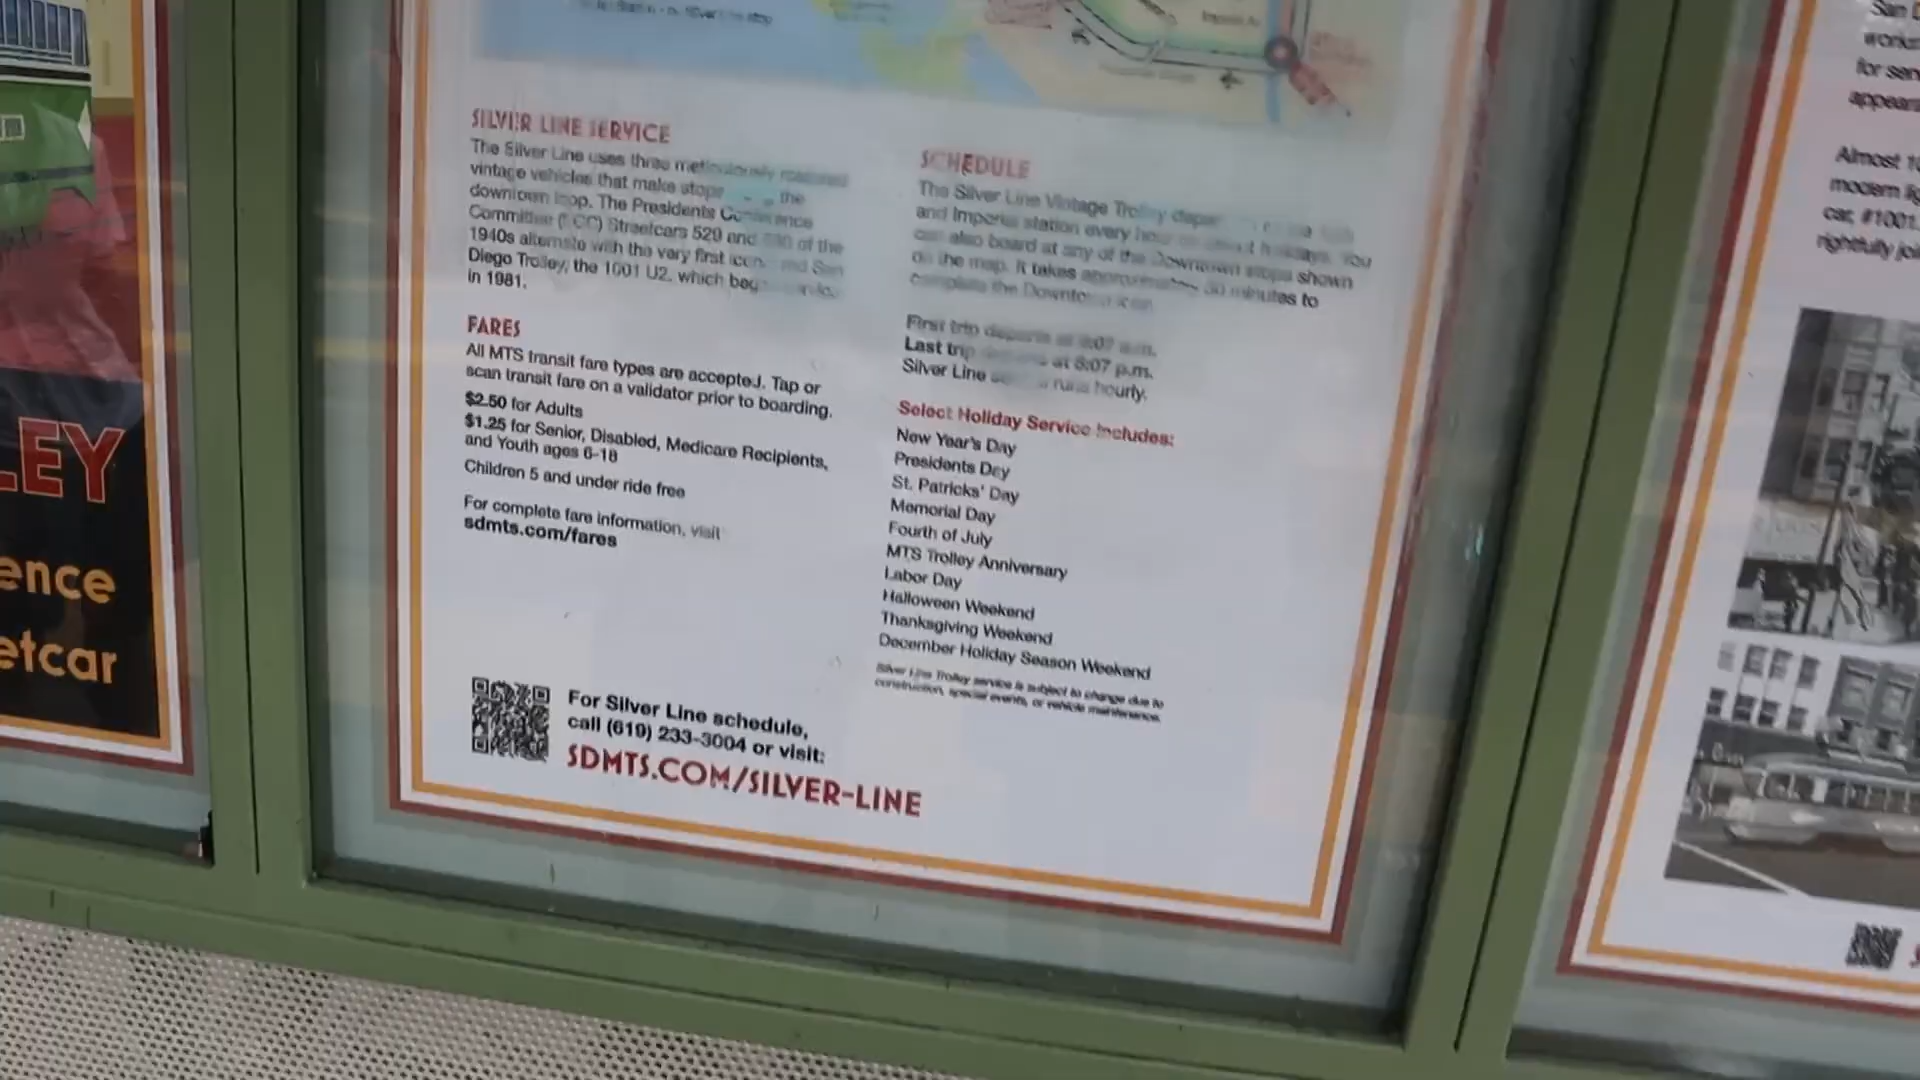 LEY
ence
etcar
SILVER LINE SERVICE
The Silver Line uses three meticulously restored
vintage vehicles that make stops the
downtown loop. The Presidents Conference
Committee (PCC) Streetcars 529 and of the
1940s alternate with the very first San
Diego Trolley, the 1001 U2, which
in 1981.
FARES
All MTS transit fare types are accepted. Tap or
scan transit fare on a validator prior to boarding.
$2.50 for Adults
$1.25 for Senior, Disabled, Medicare Recipients,
and Youth ages 6-18
Children 5 and under ride free
For complete fare information, visit
sdmts.com/fares
For Silver Line schedule,
call (619) 233-3004 or visit:
SDMTS.COM/SILVER-LINE
SCHEDULE
The Silver Line Vintage Trolley
and Imperial station every hour holidays. You
can also board at any of the Downtown stops shown
on the map. It takes approximately 30 minutes to
complete the Downtown
First trip departs at
Last trip at
Silver Line runs hourly.
Select Holiday Service Includes:
New Year's Day
Presidents Day
St. Patricks' Day
Memorial Day
Fourth of July
MTS Trolley Anniversary
Labor Day
Halloween Weekend
Thanksgiving Weekend
December Holiday Season Weekend
Silver Line Trolley service is subject to change due to
construction, special events, or vehicle maintenance.
San
for
appear
Almost
modern
car, #1001.
rightfully